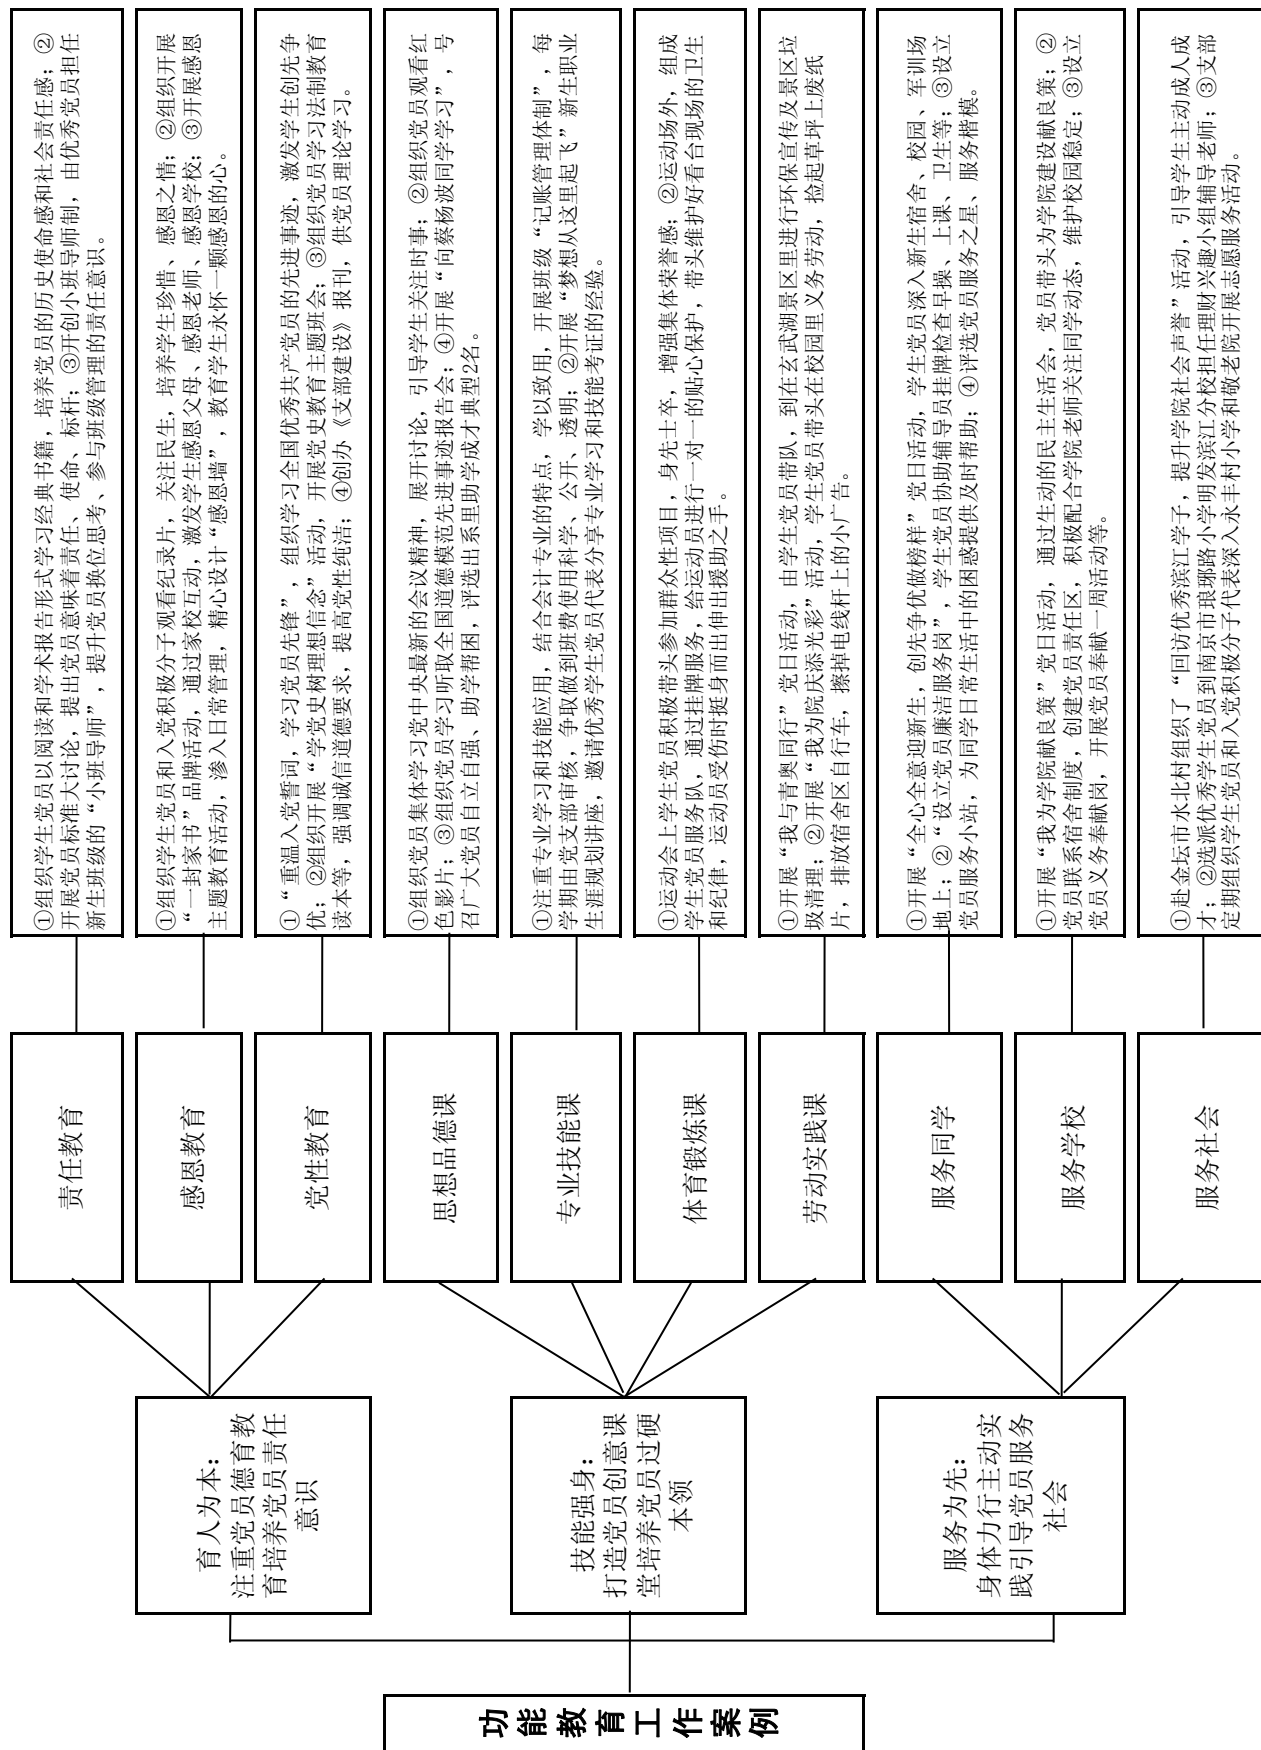 功能教育工作案例
育人为本：
注重党员德育教
育培养党员责任
意识
责任教育
①组织学生党员以阅读和学术报告形式学习经典书籍，培养党员的历史使命感和社会责任感；②
开展党员标准大讨论，提出党员意味着责任、使命、标杆；③开创小班导师制，由优秀党员担任
新生班级的“小班导师”，提升党员换位思考、参与班级管理的责任意识。
感恩教育
①组织学生党员和入党积极分子观看纪录片，关注民生，培养学生珍惜、感恩之情；②组织开展
“一封家书”品牌活动，通过家校互动，激发学生感恩父母、感恩老师、感恩学校；③开展感恩
主题教育活动，渗入日常管理，精心设计“感恩墙”，教育学生永怀一颗感恩的心。
党性教育
①“重温入党誓词，学习党员先锋”，组织学习全国优秀共产党员的先进事迹，激发学生创先争
优；②组织开展“学党史树理想信念”活动，开展党史教育主题班会；③组织党员学习法制教育
读本等，强调诚信道德要求，提高党性纯洁；④创办《支部建设》报刊，供党员理论学习。
技能强身：
打造党员创意课
堂培养党员过硬
本领
思想品德课
①组织党员集体学习党中央最新的会议精神，展开讨论，引导学生关注时事；②组织党员观看红
色影片；③组织党员学习听取全国道德模范先进事迹报告会；④开展“向蔡杨波同学学习”，号
召广大党员自立自强、助学帮困，评选出系里助学成才典型2名。
专业技能课
①注重专业学习和技能应用，结合会计专业的特点，学以致用，开展班级“记账管理体制”，每
学期由党支部审核，争取做到班费使用科学、公开、透明；②开展“梦想从这里起飞”新生职业
生涯规划讲座，邀请优秀学生党员代表分享专业学习和技能考证的经验。
体育锻炼课
①运动会上学生党员积极带头参加群众性项目，身先士卒，增强集体荣誉感；②运动场外，组成
学生党员服务队，通过挂牌服务，给运动员进行一对一的贴心保护，带头维护好看台现场的卫生
和纪律，运动员受伤时挺身而出伸出援助之手。
劳动实践课
①开展“我与青奥同行”党日活动，由学生党员带队，到在玄武湖景区里进行环保宣传及景区垃
圾清理；②开展“我为院庆添光彩”活动，学生党员带头在校园里义务劳动，捡起草坪上废纸
片，排放宿舍区自行车，擦掉电线杆上的小广告。
服务为先：
身体力行主动实
践引导党员服务
社会
服务同学
①开展“全心全意迎新生，创先争优做榜样”党日活动，学生党员深入新生宿舍、校园、军训场
地上；②“设立党员廉洁服务岗”，学生党员协助辅导员挂牌检查早操、上课、卫生等；③设立
党员服务小站，为同学日常生活中的困惑提供及时帮助；④评选党员服务之星、服务楷模。
服务学校
①开展“我为学院献良策”党日活动，通过生动的民主生活会，党员带头为学院建设献良策；②
党员联系宿舍制度，创建党员责任区，积极配合学院老师关注同学动态，维护校园稳定；③设立
党员义务奉献岗，开展党员奉献一周活动等。
服务社会
①赴金坛市水北村组织了“回访优秀滨江学子，提升学院社会声誉”活动，引导学生主动成人成
才；②选派优秀学生党员到南京市琅琊路小学明发滨江分校担任理财兴趣小组辅导老师；③支部
定期组织学生党员和入党积极分子代表深入永丰村小学和敬老院开展志愿服务活动。